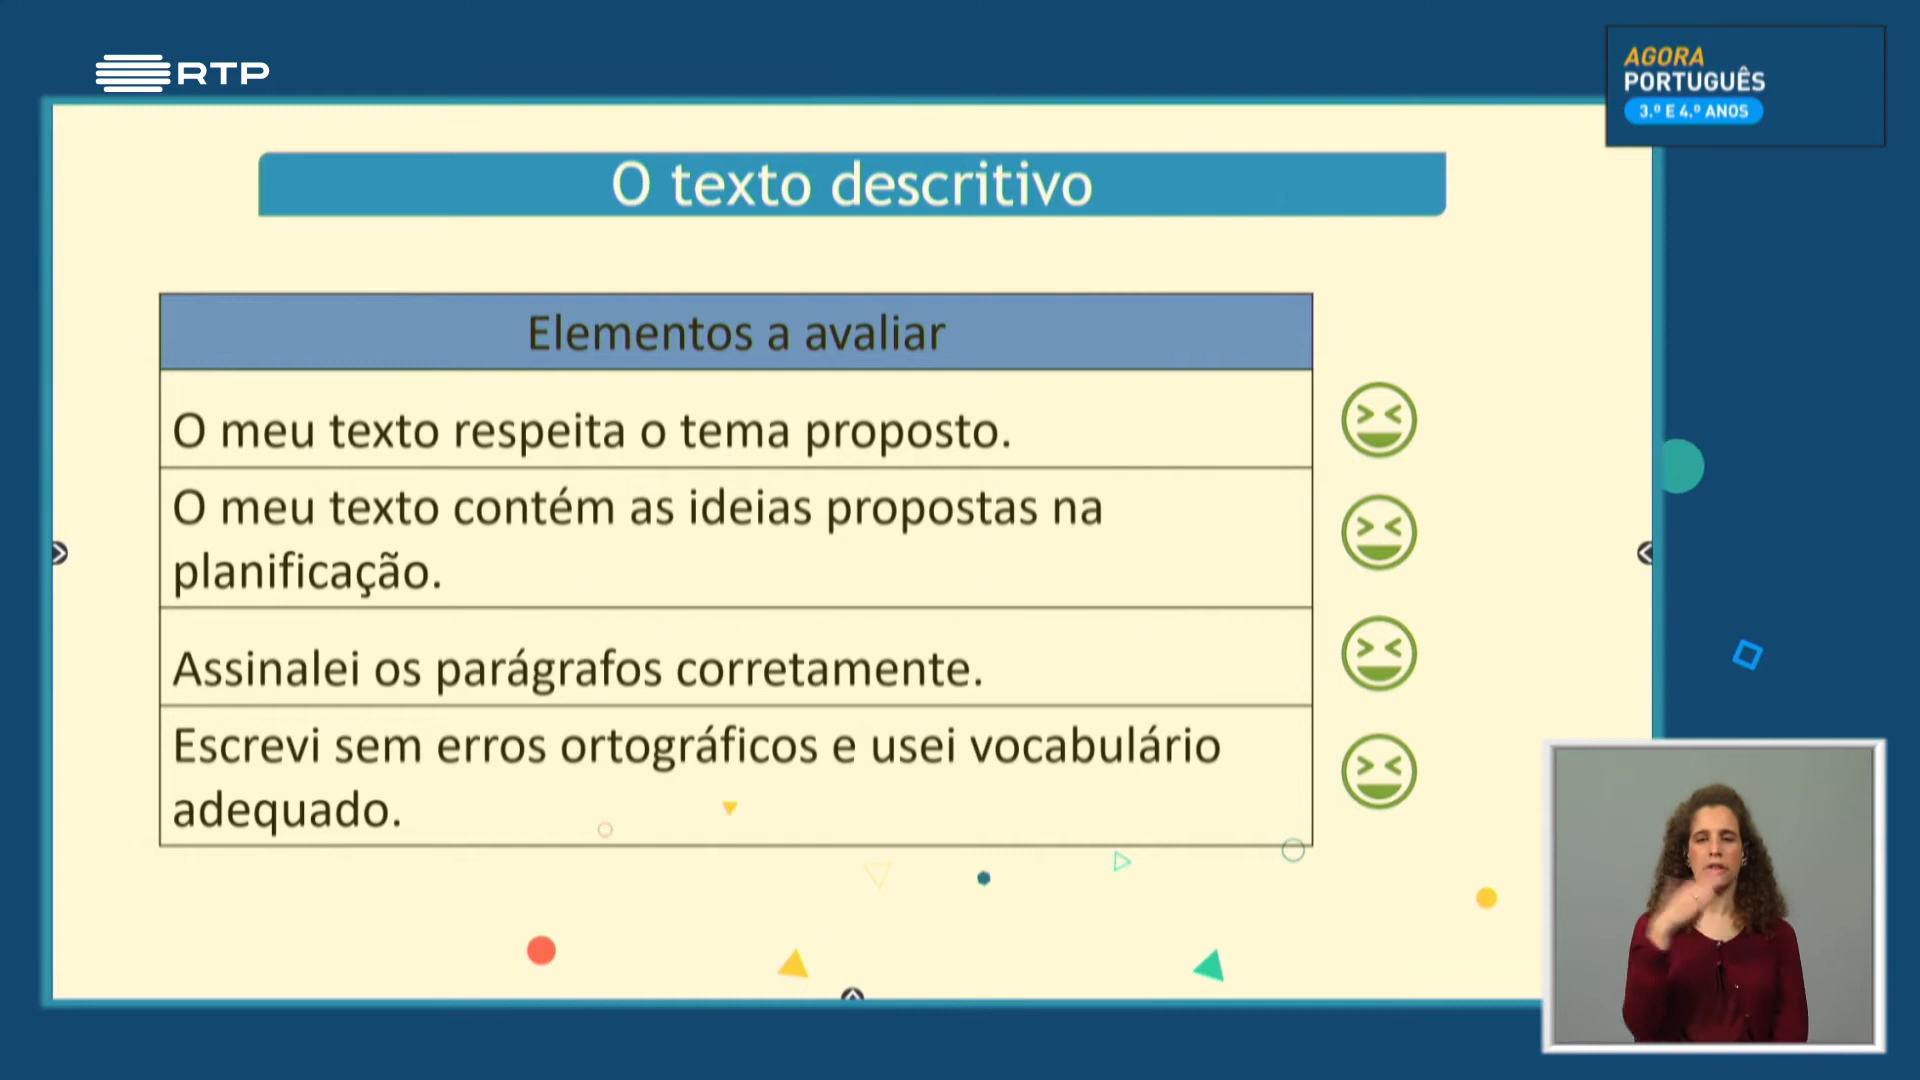 RTP
AGORA
PORTUGUÊS
3.º E 4.º ANOS
O texto descritivo
Elementos a avaliar
O meu texto respeita o tema proposto.
O meu texto contém as ideias propostas na
planificação.
Assinalei os parágrafos corretamente.
Escrevi sem erros ortográficos e usei vocabulário
adequado.